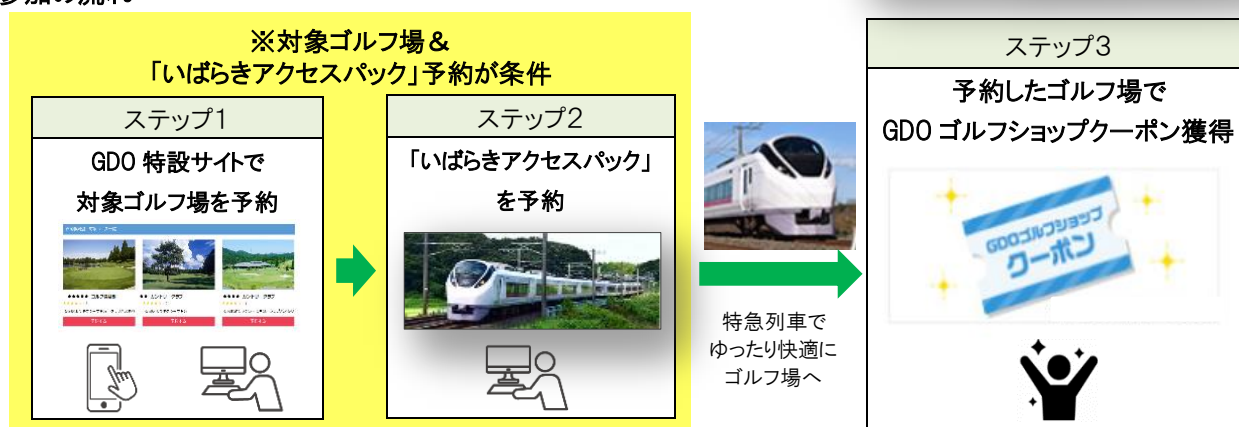 ※対象ゴルフ場＆
「いばらきアクセスパック」予約が条件
ステップ1
GDO 特設サイトで
対象ゴルフ場を予約
ステップ2
「いばらきアクセスパック」
を予約
特急列車で
ゆったり快適に
ゴルフ場へ
ステップ3
予約したゴルフ場で
GDO ゴルフショップクーポン獲得
GDOゴルフショップ
クーポン